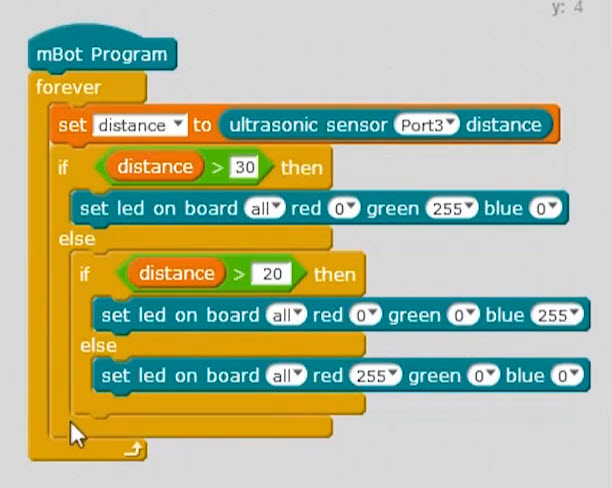 y: 4
mBot Program
forever
set distance to ultrasonic sensor Port3 distance
if distance > 30 then
set led on board all red 0 green 255 blue 0
else
if distance > 20 then
set led on board all red 0 green 0 blue 255
else
set led on board all red 255 green 0 blue 0